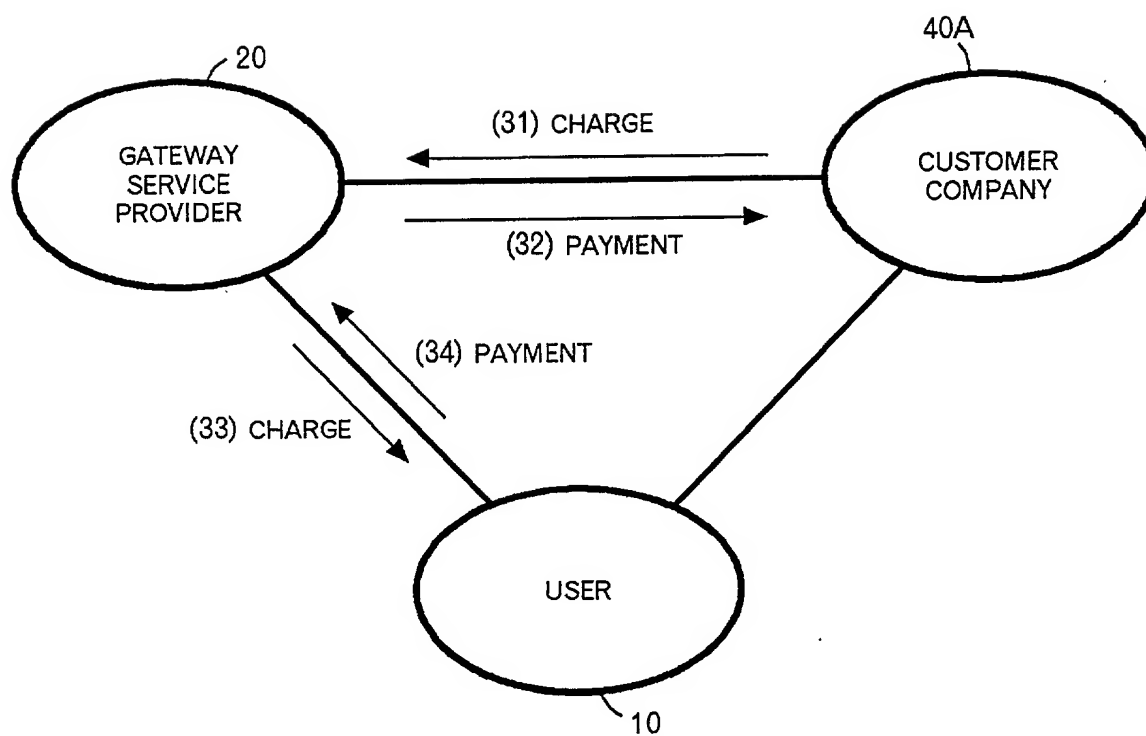 20
40A
GATEWAY
SERVICE
PROVIDER
(31) CHARGE
CUSTOMER
COMPANY
(32) PAYMENT
(34) PAYMENT
(33) CHARGE
USER
10